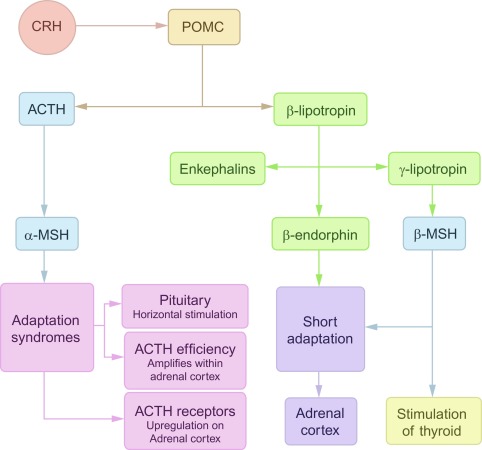 CRH
POMC
ACTH
β-lipotropin
Enkephalins
γ-lipotropin
α-MSH
β-endorphin
β-MSH
Adaptation
syndromes
Pituitary
Horizontal stimulation
ACTH efficiency
Amplifies within
adrenal cortex
ACTH receptors
Upregulation on
Adrenal cortex
Short
adaptation
Adrenal
cortex
Stimulation
of thyroid